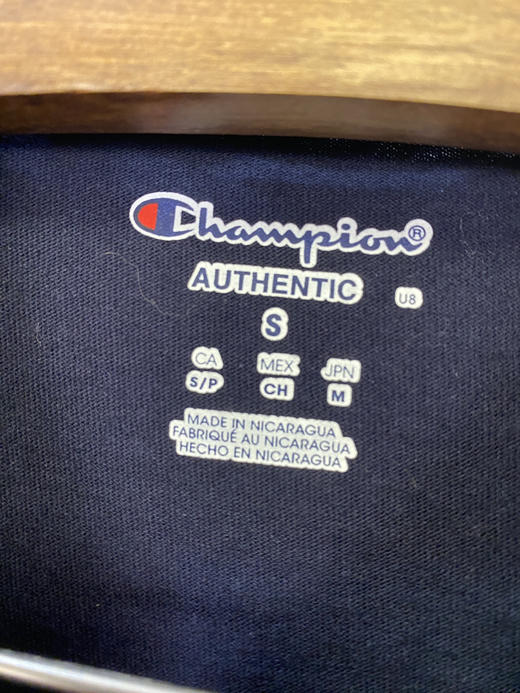 Champion®
AUTHENTIC
U8
S
CA MEX JPN
S/P CH M
MADE IN NICARAGUA
FABRIQUÉ AU NICARAGUA
HECHO EN NICARAGUA